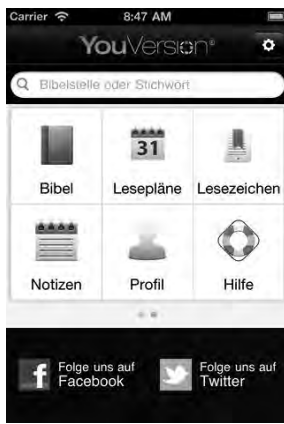 Carrier 8:47 AM
YouVersion®
Bibelstelle oder Stichwort
31
Bibel Lesepläne Lesezeichen
Notizen Profil Hilfe
f Folge uns auf Folge uns auf
Facebook Twitter